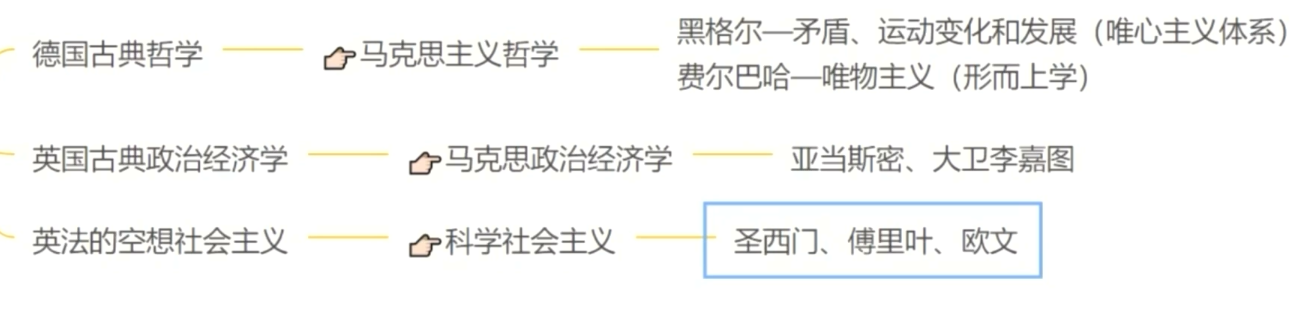 德国古典哲学 👉马克思主义哲学 黑格尔—矛盾、运动变化和发展（唯心主义体系）
费尔巴哈—唯物主义（形而上学）
英国古典政治经济学 👉马克思政治经济学 亚当斯密、大卫李嘉图
英法的空想社会主义 👉科学社会主义 圣西门、傅里叶、欧文